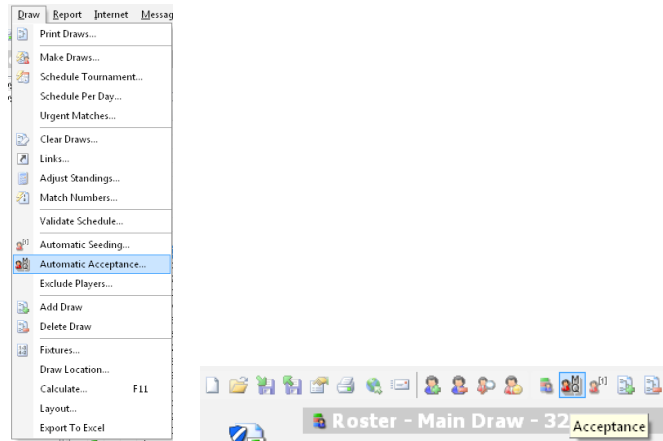 Draw Report Internet Messag
Print Draws...
Make Draws...
Schedule Tournament...
Schedule Per Day...
Urgent Matches...
Clear Draws...
Links...
Adjust Standings...
Match Numbers...
Validate Schedule...
Automatic Seeding...
Automatic Acceptance...
Exclude Players...
Add Draw
Delete Draw
Fixtures...
Draw Location...
Calculate... F11
Layout...
Export To Excel
Roster - Main Draw - 32
Acceptance